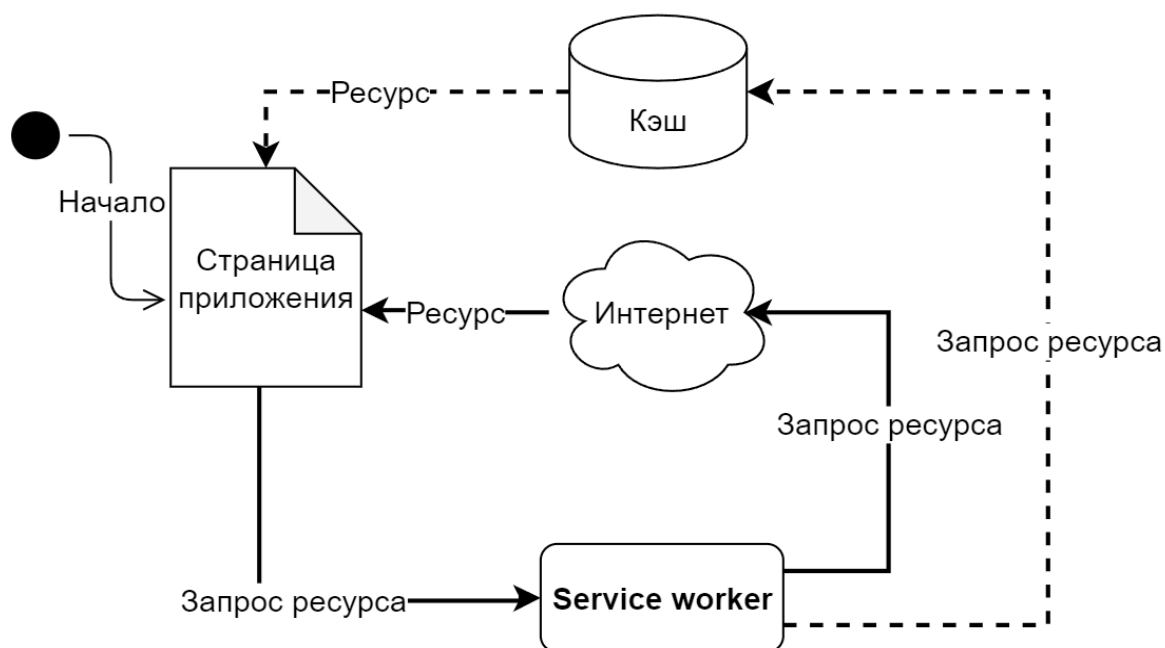 Ресурс
Кэш
Начало
Страница
приложения
Ресурс
Интернет
Запрос ресурса
Запрос ресурса
Запрос ресурса
Service worker